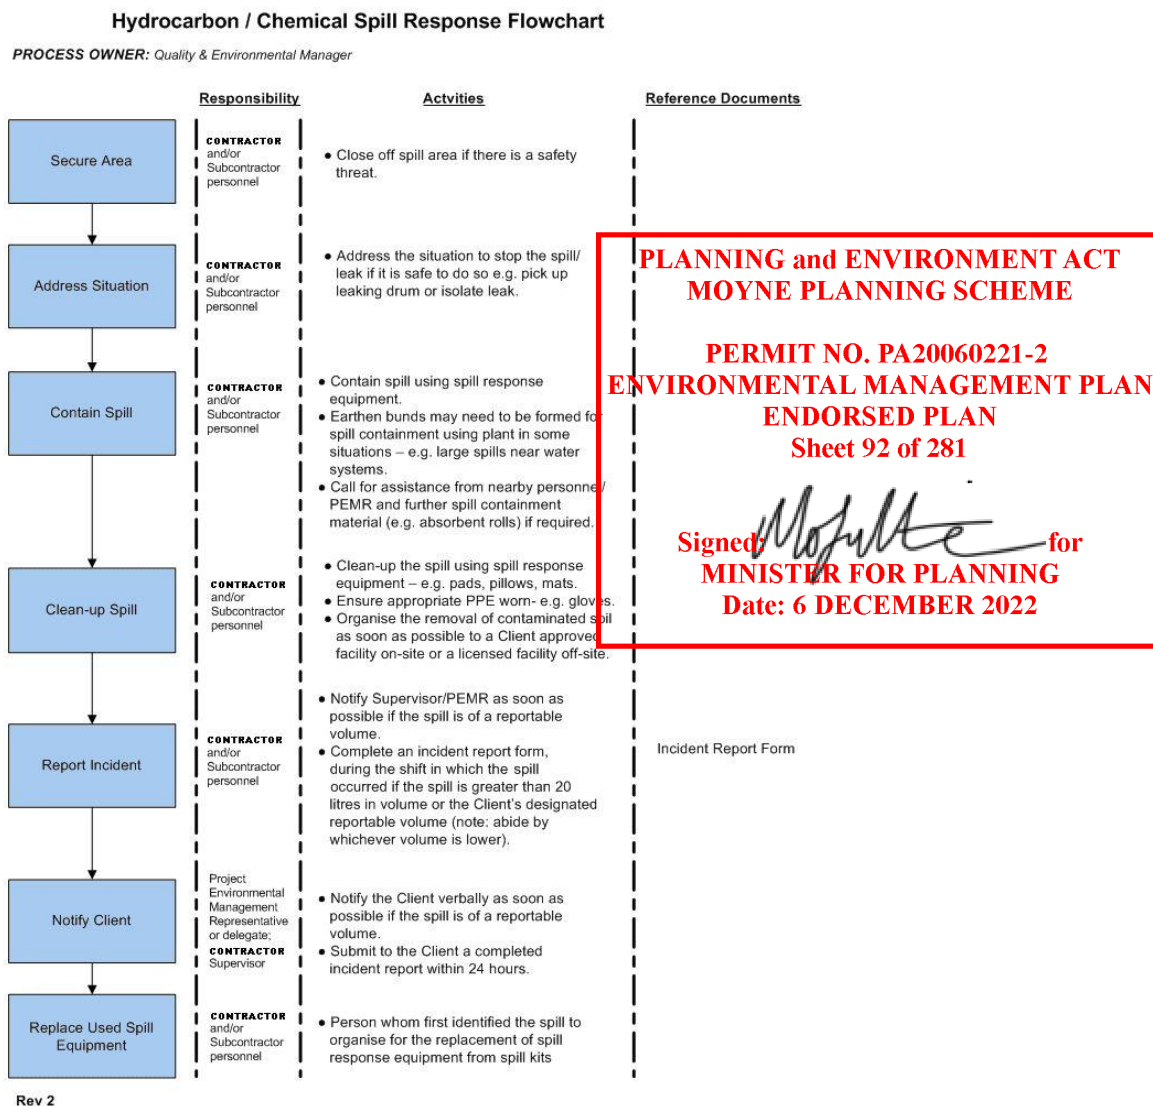 Hydrocarbon / Chemical Spill Response Flowchart
PROCESS OWNER: Quality & Environmental Manager
Responsibility
Actvities
Reference Documents
Secure Area
CONTRACTOR
and/or
Subcontractor
personnel
● Close off spill area if there is a safety
threat.
Address Situation
CONTRACTOR
and/or
Subcontractor
personnel
● Address the situation to stop the spill/
leak if it is safe to do so e.g. pick up
leaking drum or isolate leak.
Contain Spill
CONTRACTOR
and/or
Subcontractor
personnel
● Contain spill using spill response
equipment.
● Earthen bunds may need to be formed for
spill containment using plant in some
situations – e.g. large spills near water
systems.
● Call for assistance from nearby personnel/
PEMR and further spill containment
material (e.g. absorbent rolls) if required.
Clean-up Spill
CONTRACTOR
and/or
Subcontractor
personnel
● Clean-up the spill using spill response
equipment – e.g. pads, pillows, mats.
● Ensure appropriate PPE worn- e.g. gloves.
● Organise the removal of contaminated soil
as soon as possible to a Client approved
facility on-site or a licensed facility off-site.
Report Incident
CONTRACTOR
and/or
Subcontractor
personnel
● Notify Supervisor/PEMR as soon as
possible if the spill is of a reportable
volume.
● Complete an incident report form,
during the shift in which the spill
occurred if the spill is greater than 20
litres in volume or the Client's designated
reportable volume (note: abide by
whichever volume is lower).
Incident Report Form
Notify Client
Project
Environmental
Management
Representative
or delegate;
CONTRACTOR
Supervisor
● Notify the Client verbally as soon as
possible if the spill is of a reportable
volume.
● Submit to the Client a completed
incident report within 24 hours.
Replace Used Spill
Equipment
CONTRACTOR
and/or
Subcontractor
personnel
● Person whom first identified the spill to
organise for the replacement of spill
response equipment from spill kits
Rev 2
PLANNING and ENVIRONMENT ACT
MOYNE PLANNING SCHEME
PERMIT NO. PA20060221-2
ENVIRONMENTAL MANAGEMENT PLAN
ENDORSED PLAN
Sheet 92 of 281
Signed: for
MINISTER FOR PLANNING
Date: 6 DECEMBER 2022